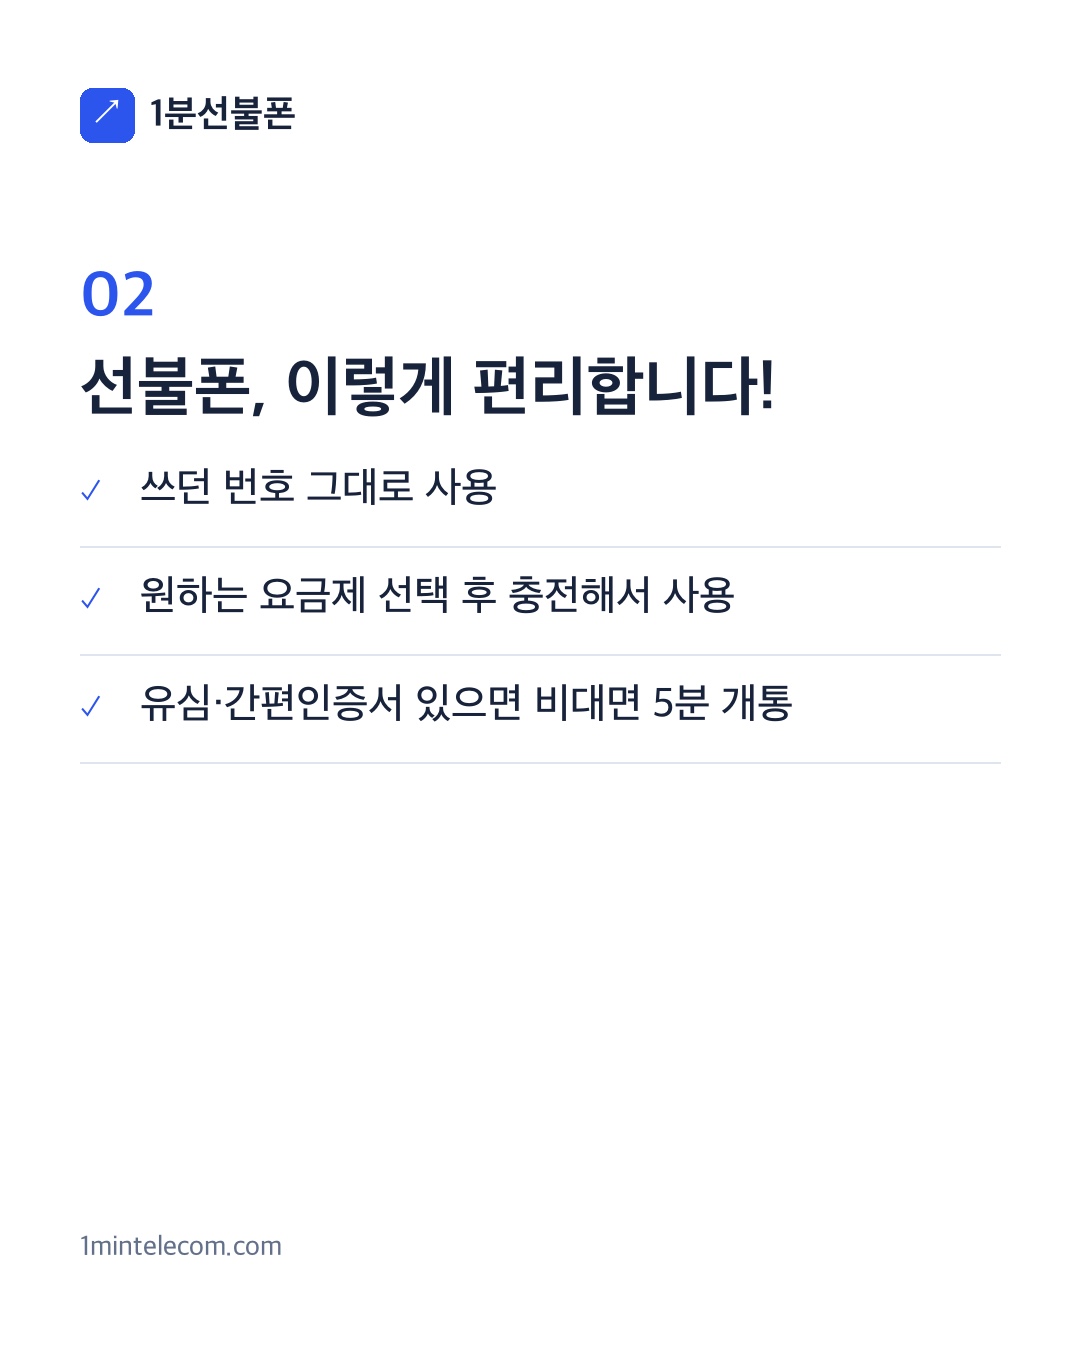 1분선불폰
02
선불폰, 이렇게 편리합니다!
✓ 쓰던 번호 그대로 사용
✓ 원하는 요금제 선택 후 충전해서 사용
✓ 유심·간편인증서 있으면 비대면 5분 개통
1mintelecom.com